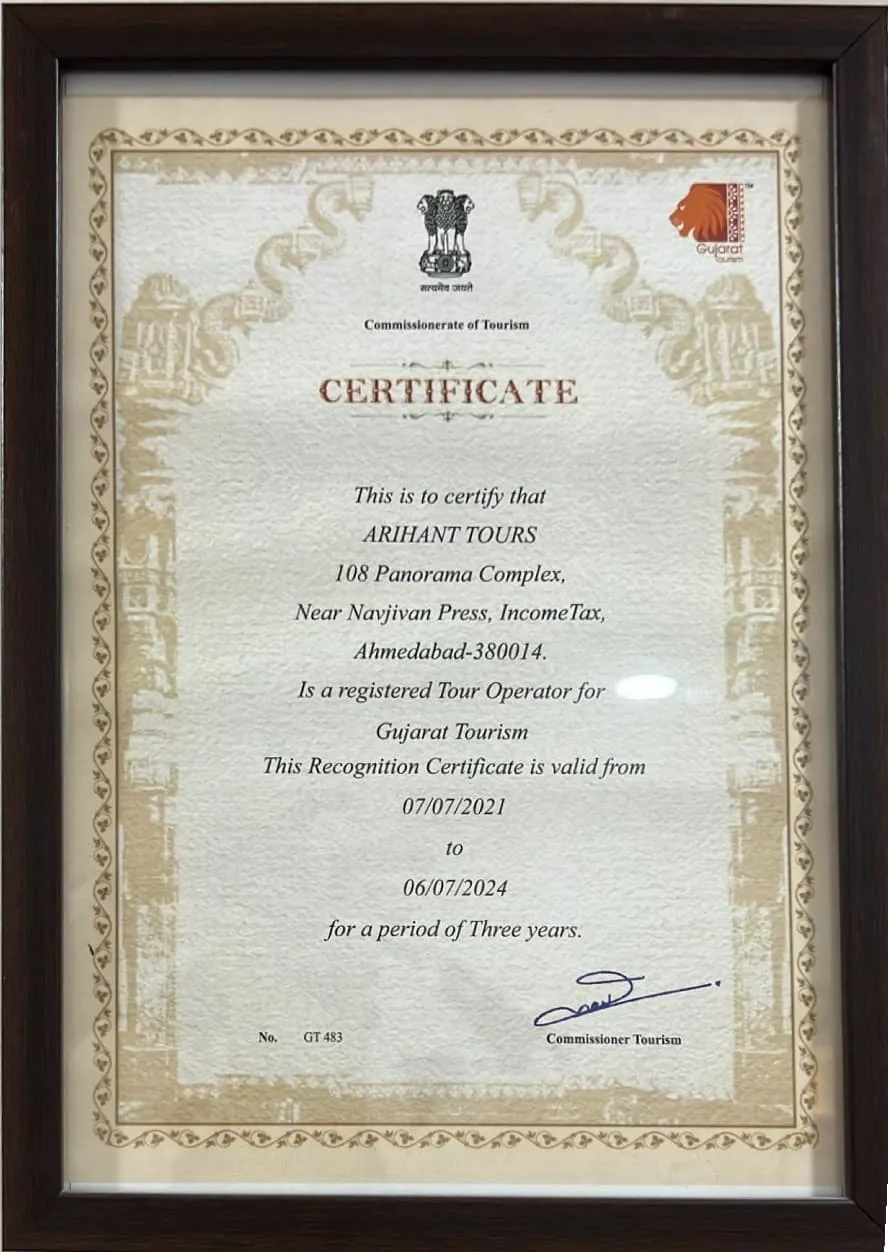 सत्यमेव जयते
Gujarat
Tourism
TM
Commissionerate of Tourism
CERTIFICATE
This is to certify that
ARIHANT TOURS
108 Panorama Complex,
Near Navjivan Press, IncomeTax,
Ahmedabad-380014.
Is a registered Tour Operator for
Gujarat Tourism
This Recognition Certificate is valid from
07/07/2021
to
06/07/2024
for a period of Three years.
No. GT 483
Commissioner Tourism